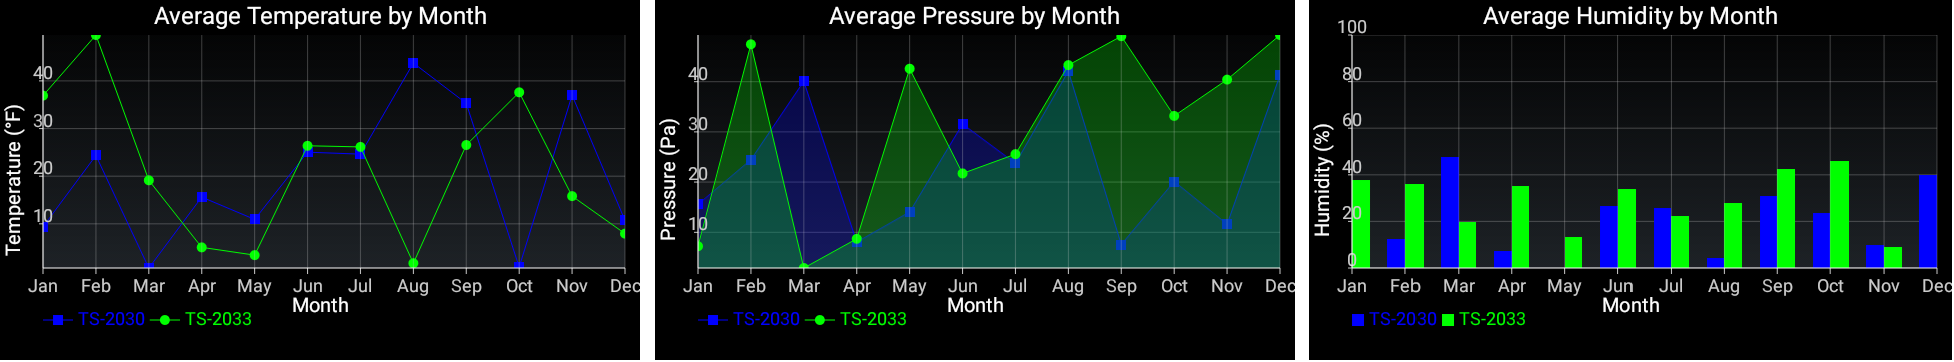 Average Temperature by Month
Temperature (°F)
40
30
20
10
Jan Feb Mar Apr May Jun Jul Aug Sep Oct Nov Dec
Month
TS-2030 TS-2033
Average Pressure by Month
Pressure (Pa)
40
30
20
10
Jan Feb Mar Apr May Jun Jul Aug Sep Oct Nov Dec
Month
TS-2030 TS-2033
Average Humidity by Month
Humidity (%)
100
80
60
40
20
0
Jan Feb Mar Apr May Jun Jul Aug Sep Oct Nov Dec
Month
TS-2030 TS-2033